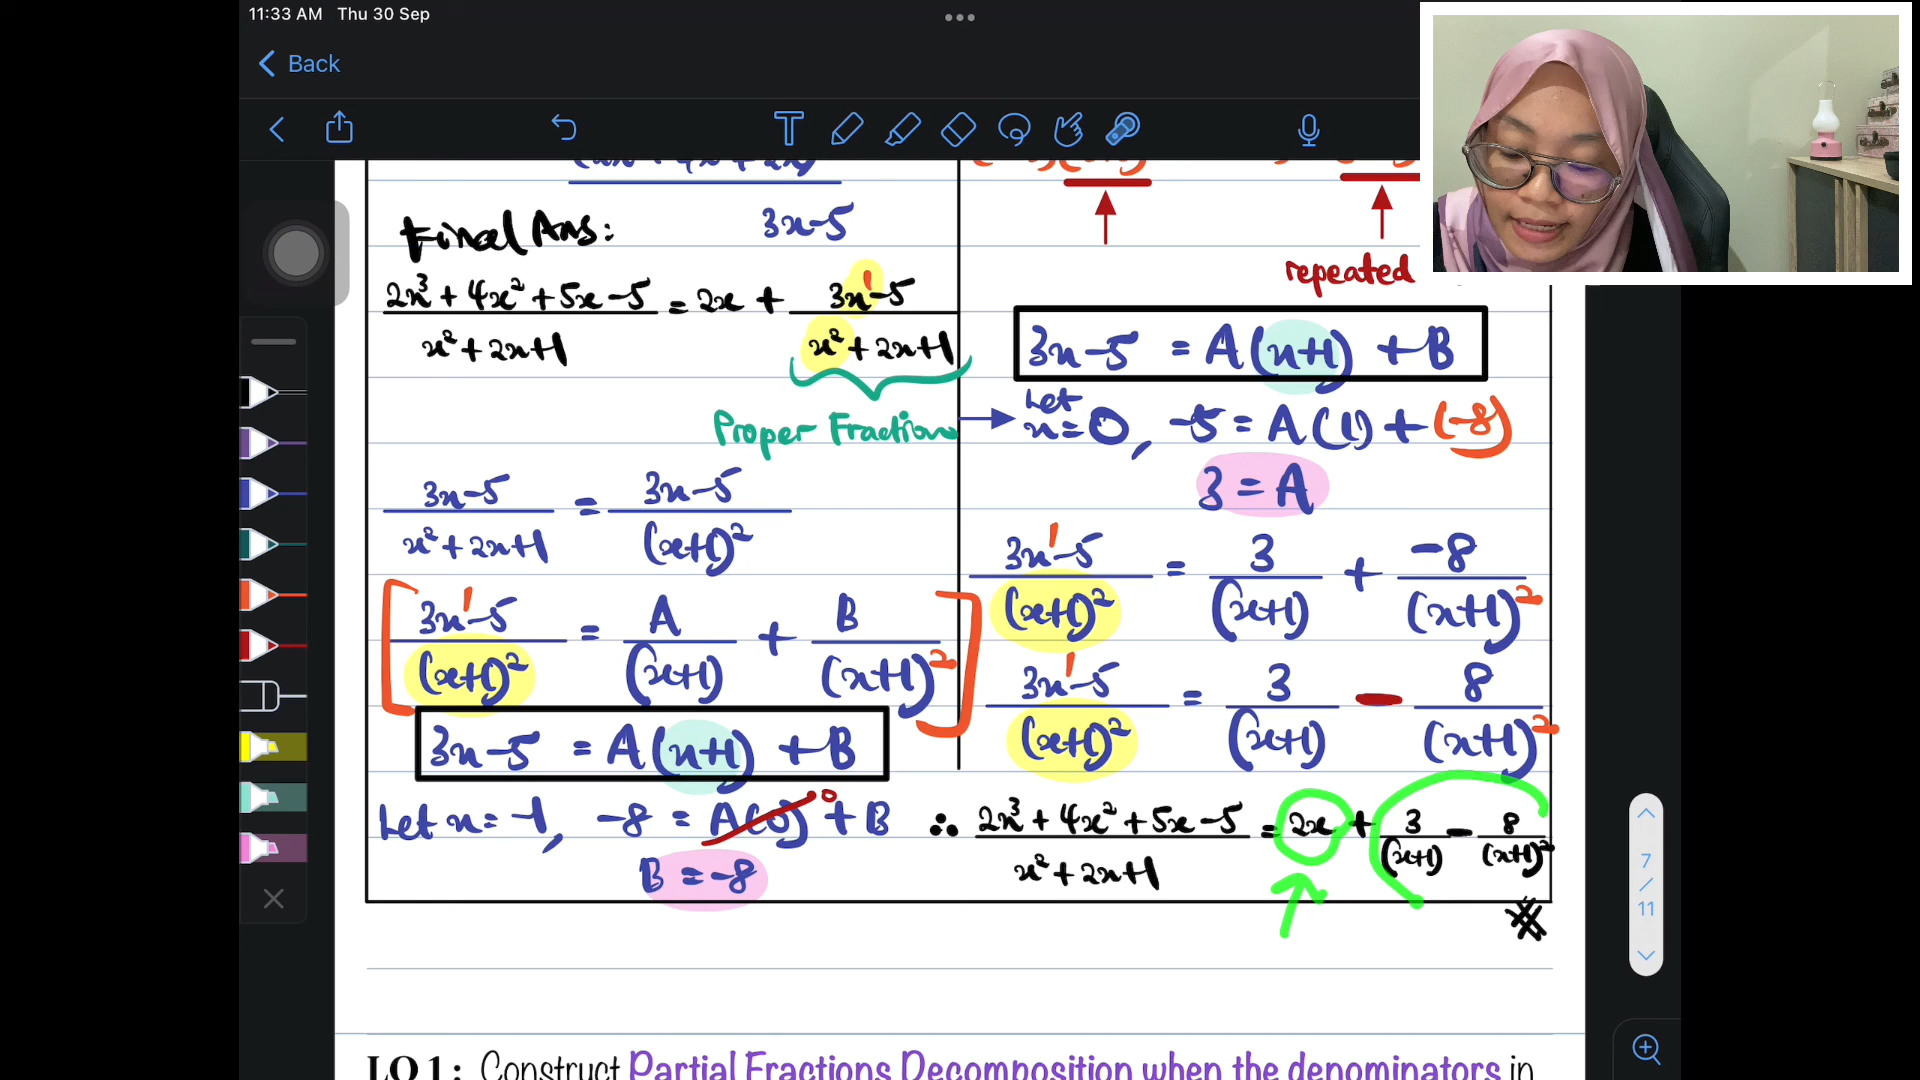 11:33 AM Thu 30 Sep
Back
Final Ans:
3x-5
2x³ + 4x² + 5x - 5 / x² + 2x + 1 = 2x + 3x¹-5 / x² + 2x + 1
Proper Fraction
3x-5 / x² + 2x + 1 = 3x-5 / (x+1)²
3x¹-5 / (x+1)² = A / (x+1) + B / (x+1)²
3x-5 = A(x+1) + B
Let x = -1, -8 = A(0) 0 + B
B = -8
repeated
3x-5 = A(x+1) + B
Let x = 0, -5 = A(1) + (-8)
3 = A
3x¹-5 / (x+1)² = 3 / (x+1) + -8 / (x+1)²
3x¹-5 / (x+1)² = 3 / (x+1) - 8 / (x+1)²
∴ 2x³ + 4x² + 5x - 5 / x² + 2x + 1 = 2x + 3 / (x+1) - 8 / (x+1)²
7 / 11
LO 1 : Construct Partial Fractions Decomposition when the denominators in